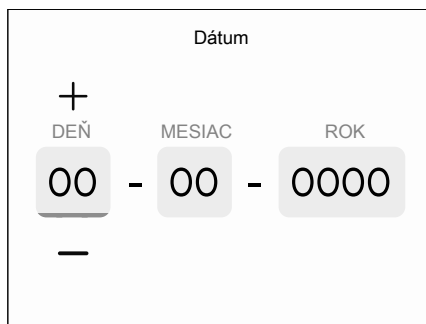 Dátum
+
DEŇ MESIAC ROK
00 - 00 - 0000
–